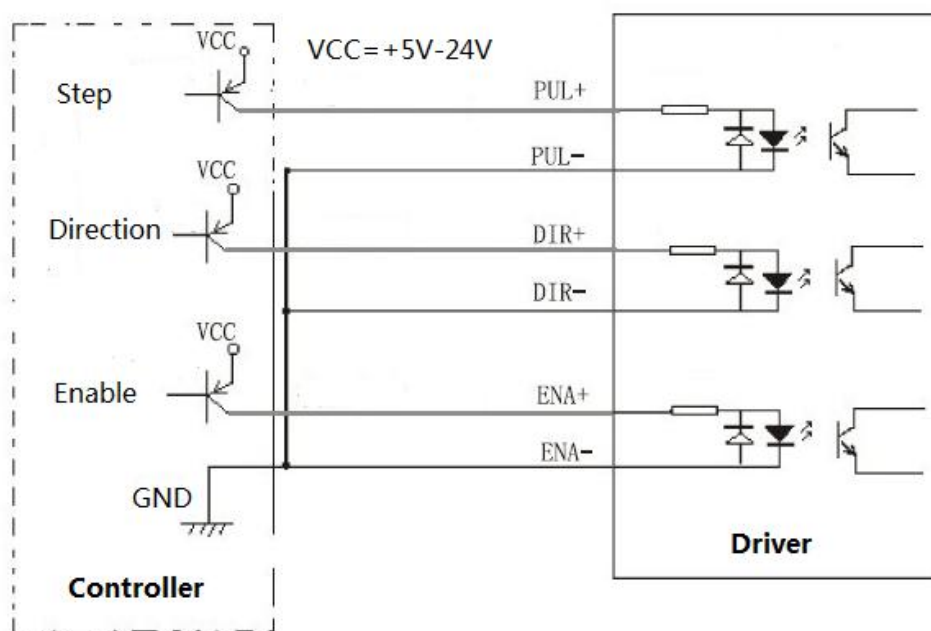 VCC
VCC=+5V-24V
Step
PUL+
PUL-
VCC
Direction
DIR+
DIR-
VCC
Enable
ENA+
ENA-
GND
Driver
Controller